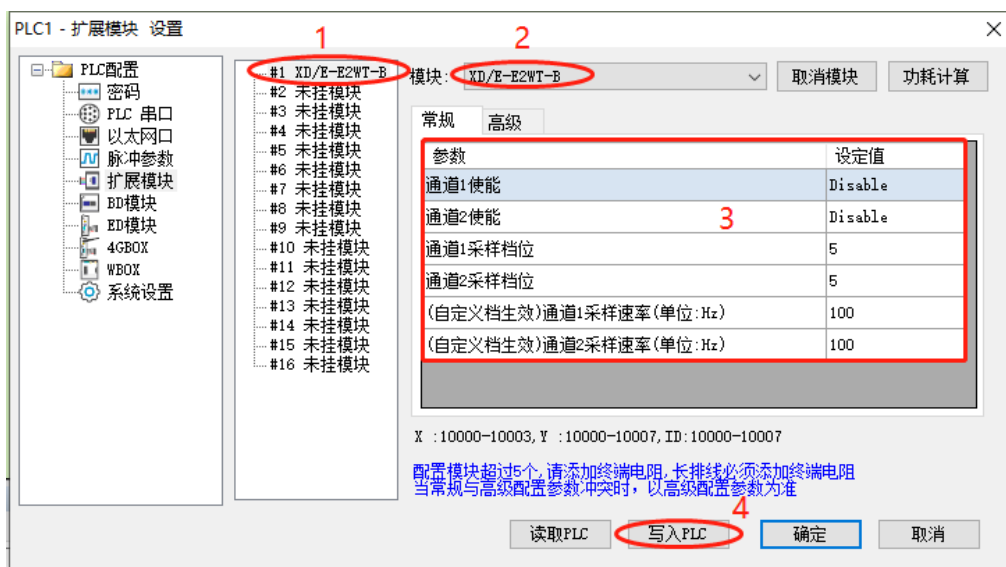 PLC1 - 扩展模块 设置
1
2
PLC配置
密码
PLC 串口
以太网口
脉冲参数
扩展模块
BD模块
ED模块
4GBOX
WBOX
系统设置
#1 XD/E-E2WT-B
#2 未挂模块
#3 未挂模块
#4 未挂模块
#5 未挂模块
#6 未挂模块
#7 未挂模块
#8 未挂模块
#9 未挂模块
#10 未挂模块
#11 未挂模块
#12 未挂模块
#13 未挂模块
#14 未挂模块
#15 未挂模块
#16 未挂模块
模块: XD/E-E2WT-B 取消模块 功耗计算
常规 高级
参数 设定值
通道1使能 Disable
通道2使能 Disable
3
通道1采样档位 5
通道2采样档位 5
(自定义档生效)通道1采样速率(单位:Hz) 100
(自定义档生效)通道2采样速率(单位:Hz) 100
X :10000-10003,Y :10000-10007,ID:10000-10007
配置模块超过5个,请添加终端电阻,长排线必须添加终端电阻
当常规与高级配置参数冲突时，以高级配置参数为准
4
读取PLC 写入PLC 确定 取消